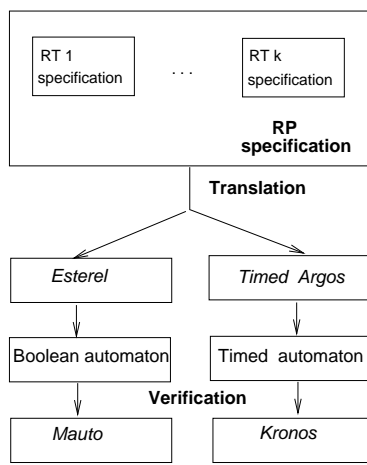 RT 1
specification
. . .
RT k
specification
RP
specification
Translation
Esterel
Timed Argos
Boolean automaton
Timed automaton
Verification
Mauto
Kronos